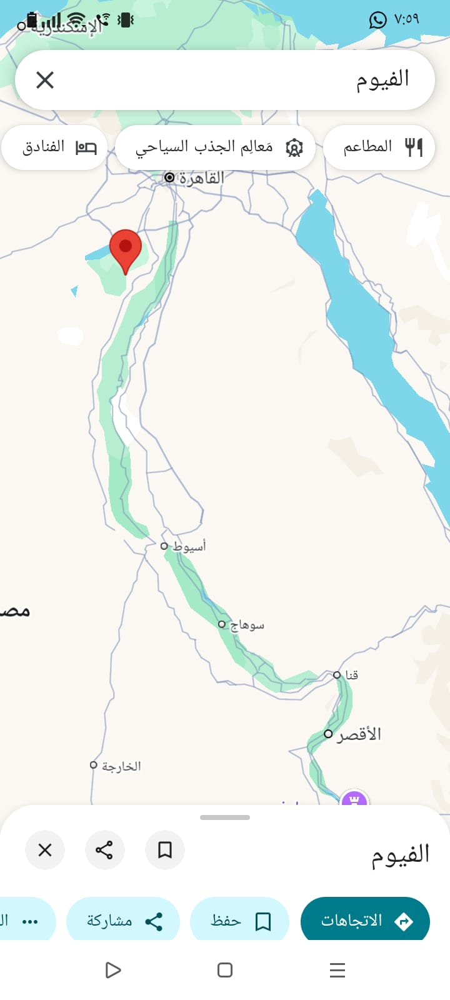 ٧:٥٩
الإسكندرية
الفيوم
المطاعم
مَعالِم الجذب السياحي
الفنادق
القاهرة
أسيوط
سوهاج
قنا
الأقصر
الخارجة
الفيوم
الاتجاهات
حفظ
مشاركة